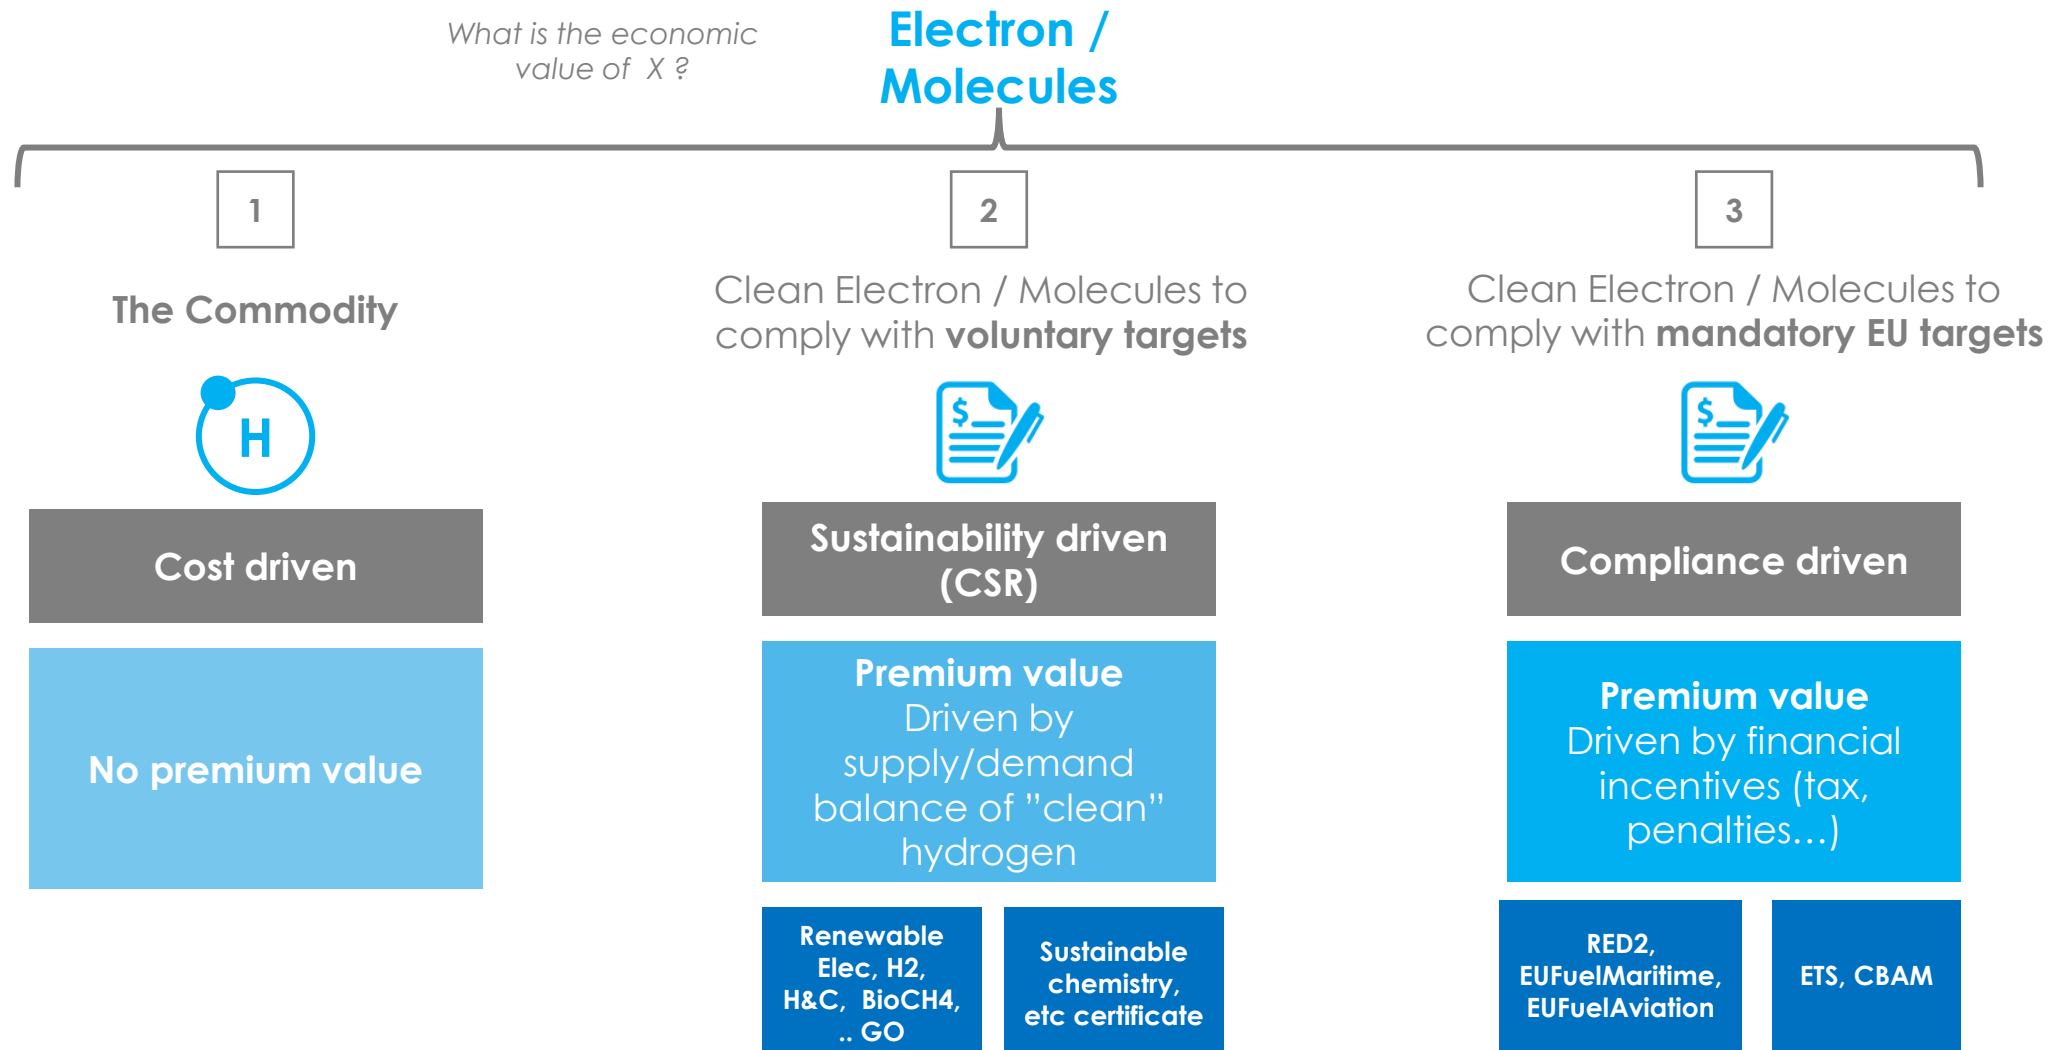 What is the economic
value of X ?
Electron /
Molecules
1
The Commodity
H
Cost driven
No premium value
2
Clean Electron / Molecules to
comply with voluntary targets
$
Sustainability driven
(CSR)
Premium value
Driven by
supply/demand
balance of ”clean”
hydrogen
Renewable
Elec, H2,
H&C, BioCH4,
.. GO
Sustainable
chemistry,
etc certificate
3
Clean Electron / Molecules to
comply with mandatory EU targets
$
Compliance driven
Premium value
Driven by financial
incentives (tax,
penalties...)
RED2,
EUFuelMaritime,
EUFuelAviation
ETS, CBAM